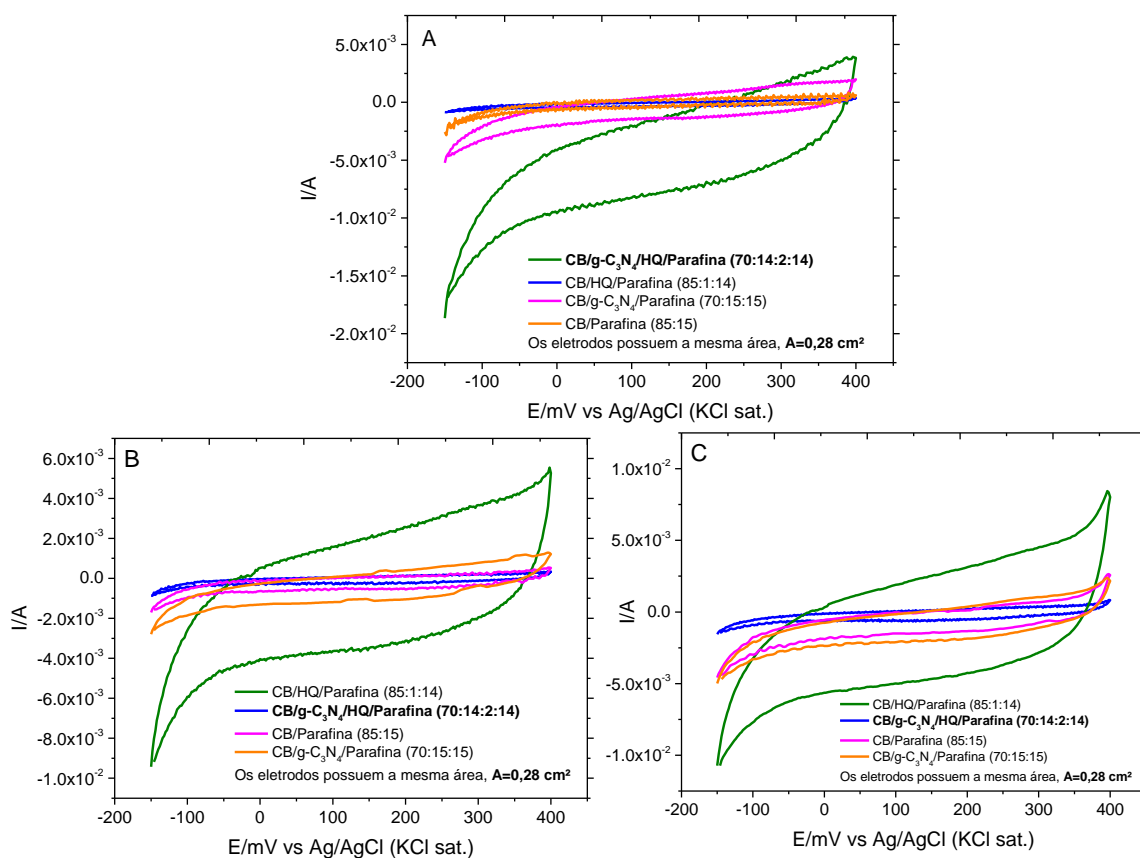 A
5.0x10⁻³
0.0
-5.0x10⁻³
-1.0x10⁻²
-1.5x10⁻²
-2.0x10⁻²
I/A
CB/g-C₃N₄/HQ/Parafina (70:14:2:14)
CB/HQ/Parafina (85:1:14)
CB/g-C₃N₄/Parafina (70:15:15)
CB/Parafina (85:15)
Os eletrodos possuem a mesma área, A=0,28 cm²
-200 -100 0 100 200 300 400
E/mV vs Ag/AgCl (KCl sat.)
B
6.0x10⁻³
4.0x10⁻³
2.0x10⁻³
0.0
-2.0x10⁻³
-4.0x10⁻³
-6.0x10⁻³
-8.0x10⁻³
-1.0x10⁻²
I/A
CB/HQ/Parafina (85:1:14)
CB/g-C₃N₄/HQ/Parafina (70:14:2:14)
CB/Parafina (85:15)
CB/g-C₃N₄/Parafina (70:15:15)
Os eletrodos possuem a mesma área, A=0,28 cm²
-200 -100 0 100 200 300 400
E/mV vs Ag/AgCl (KCl sat.)
C
1.0x10⁻²
5.0x10⁻³
0.0
-5.0x10⁻³
-1.0x10⁻²
I/A
CB/HQ/Parafina (85:1:14)
CB/g-C₃N₄/HQ/Parafina (70:14:2:14)
CB/Parafina (85:15)
CB/g-C₃N₄/Parafina (70:15:15)
Os eletrodos possuem a mesma área, A=0,28 cm²
-200 -100 0 100 200 300 400
E/mV vs Ag/AgCl (KCl sat.)